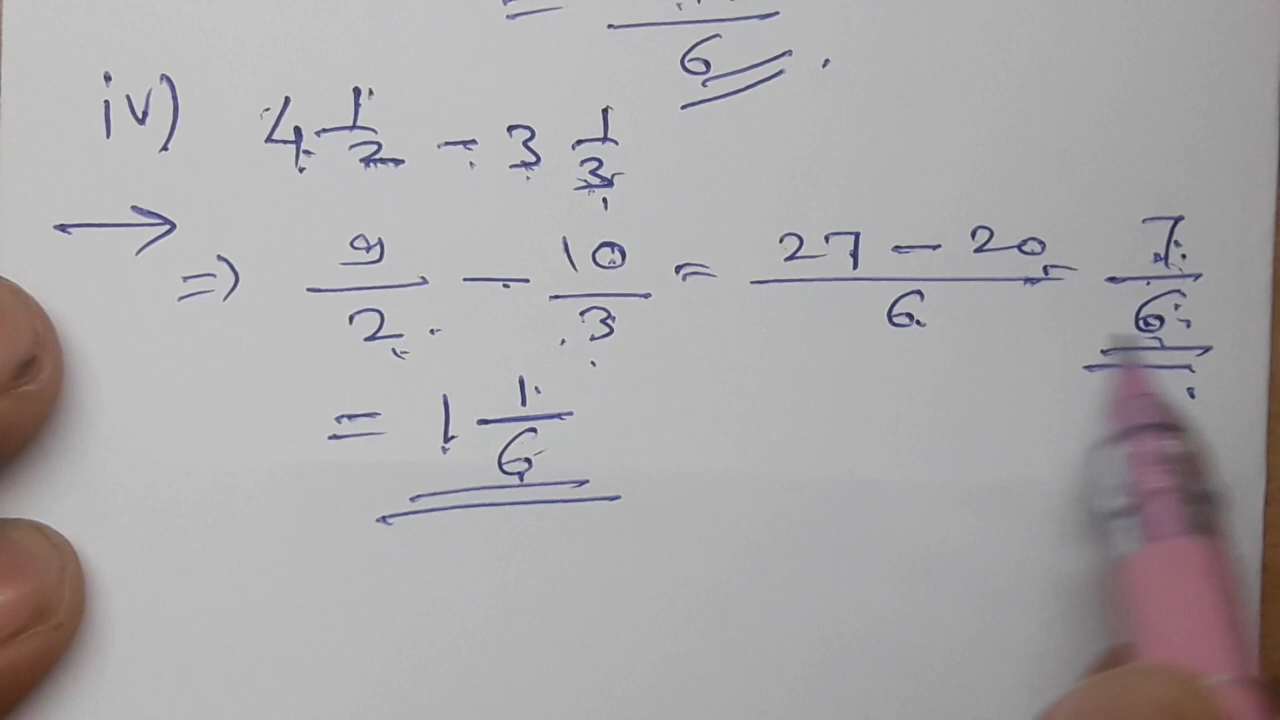 = 6 .
iv) 4 1/2 - 3 1/3
=> 9/2 - 10/3 = 27 - 20/6 = 7/6
= 1 1/6